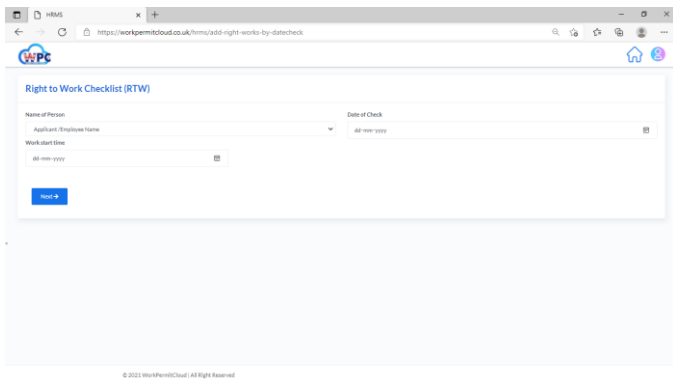 HRMS
https://workpermitcloud.co.uk/hrms/add-right-works-by-datecheck
WPC
Right to Work Checklist (RTW)
Name of Person
Date of Check
Applicant /Employee Name
dd-mm-yyyy
Work start time
dd-mm-yyyy
Next
© 2021 WorkPermitCloud | All Right Reserved